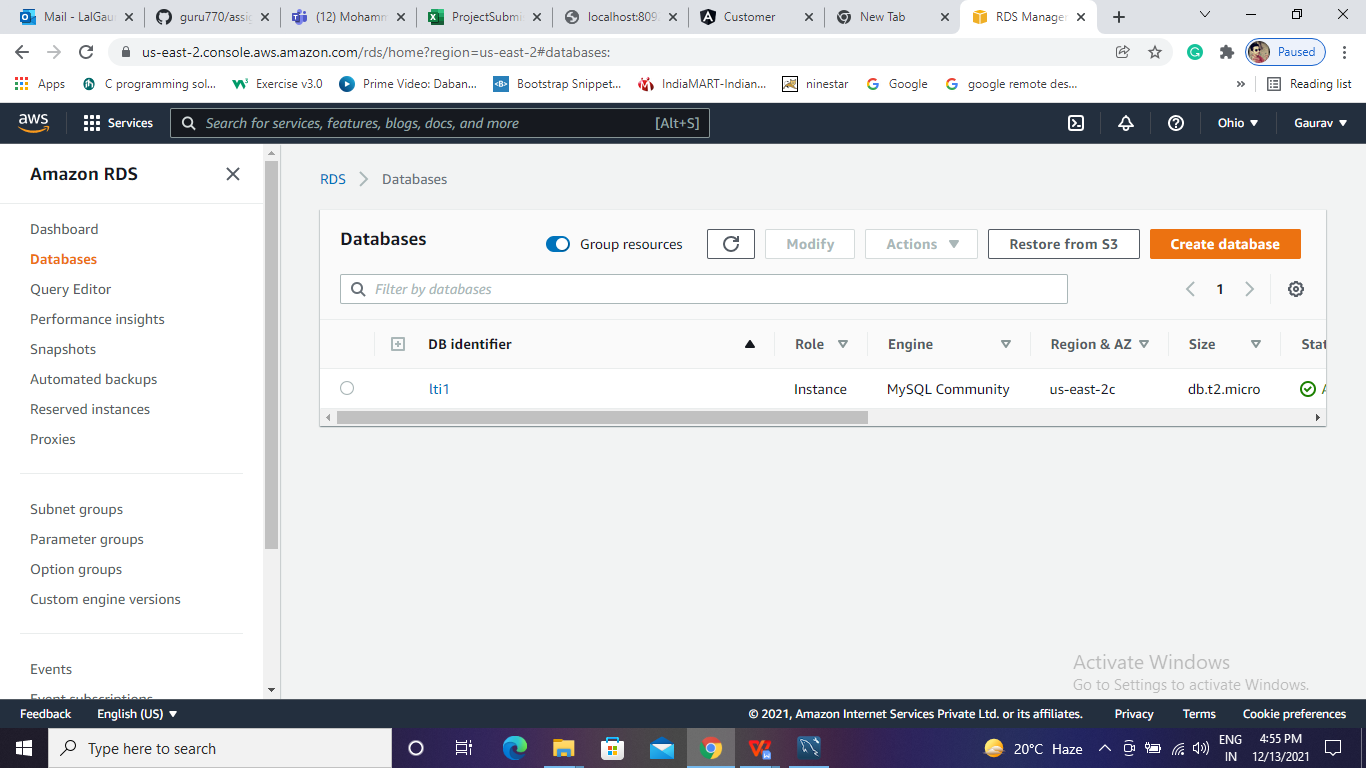 Mail - LalGau
guru770/assig
(12) Mohamm
ProjectSubmi
localhost:809
Customer
New Tab
RDS Manager
us-east-2.console.aws.amazon.com/rds/home?region=us-east-2#databases:
Paused
Apps
C programming sol...
Exercise v3.0
Prime Video: Daban...
Bootstrap Snippet...
IndiaMART-Indian...
ninestar
Google
google remote des...
»
Reading list
aws
Services
Search for services, features, blogs, docs, and more
[Alt+S]
Ohio
Gaurav
Amazon RDS
Dashboard
Databases
Query Editor
Performance insights
Snapshots
Automated backups
Reserved instances
Proxies
Subnet groups
Parameter groups
Option groups
Custom engine versions
Events
Event subscriptions
RDS
Databases
Databases
Group resources
Modify
Actions
Restore from S3
Create database
Filter by databases
1
DB identifier
Role
Engine
Region & AZ
Size
Stat
lti1
Instance
MySQL Community
us-east-2c
db.t2.micro
Activate Windows
Go to Settings to activate Windows.
Feedback
English (US)
© 2021, Amazon Internet Services Private Ltd. or its affiliates.
Privacy
Terms
Cookie preferences
Type here to search
20°C Haze
ENG
IN
4:55 PM
12/13/2021